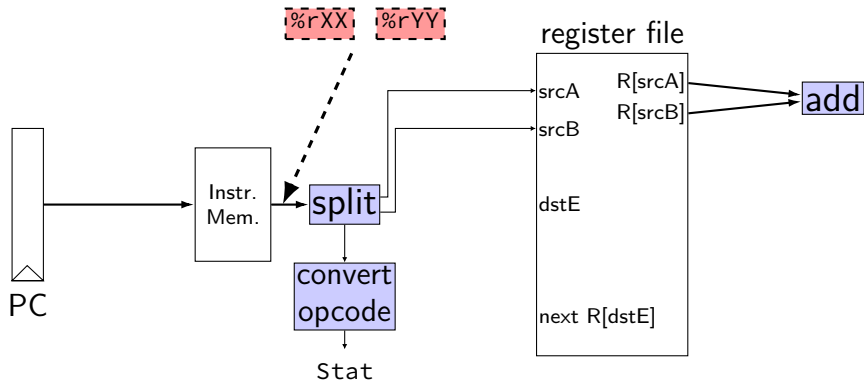 %rXX %rYY
register file
srcA
srcB
dstE
next R[dstE]
R[srcA]
R[srcB]
add
Instr.
Mem.
split
convert
opcode
Stat
PC